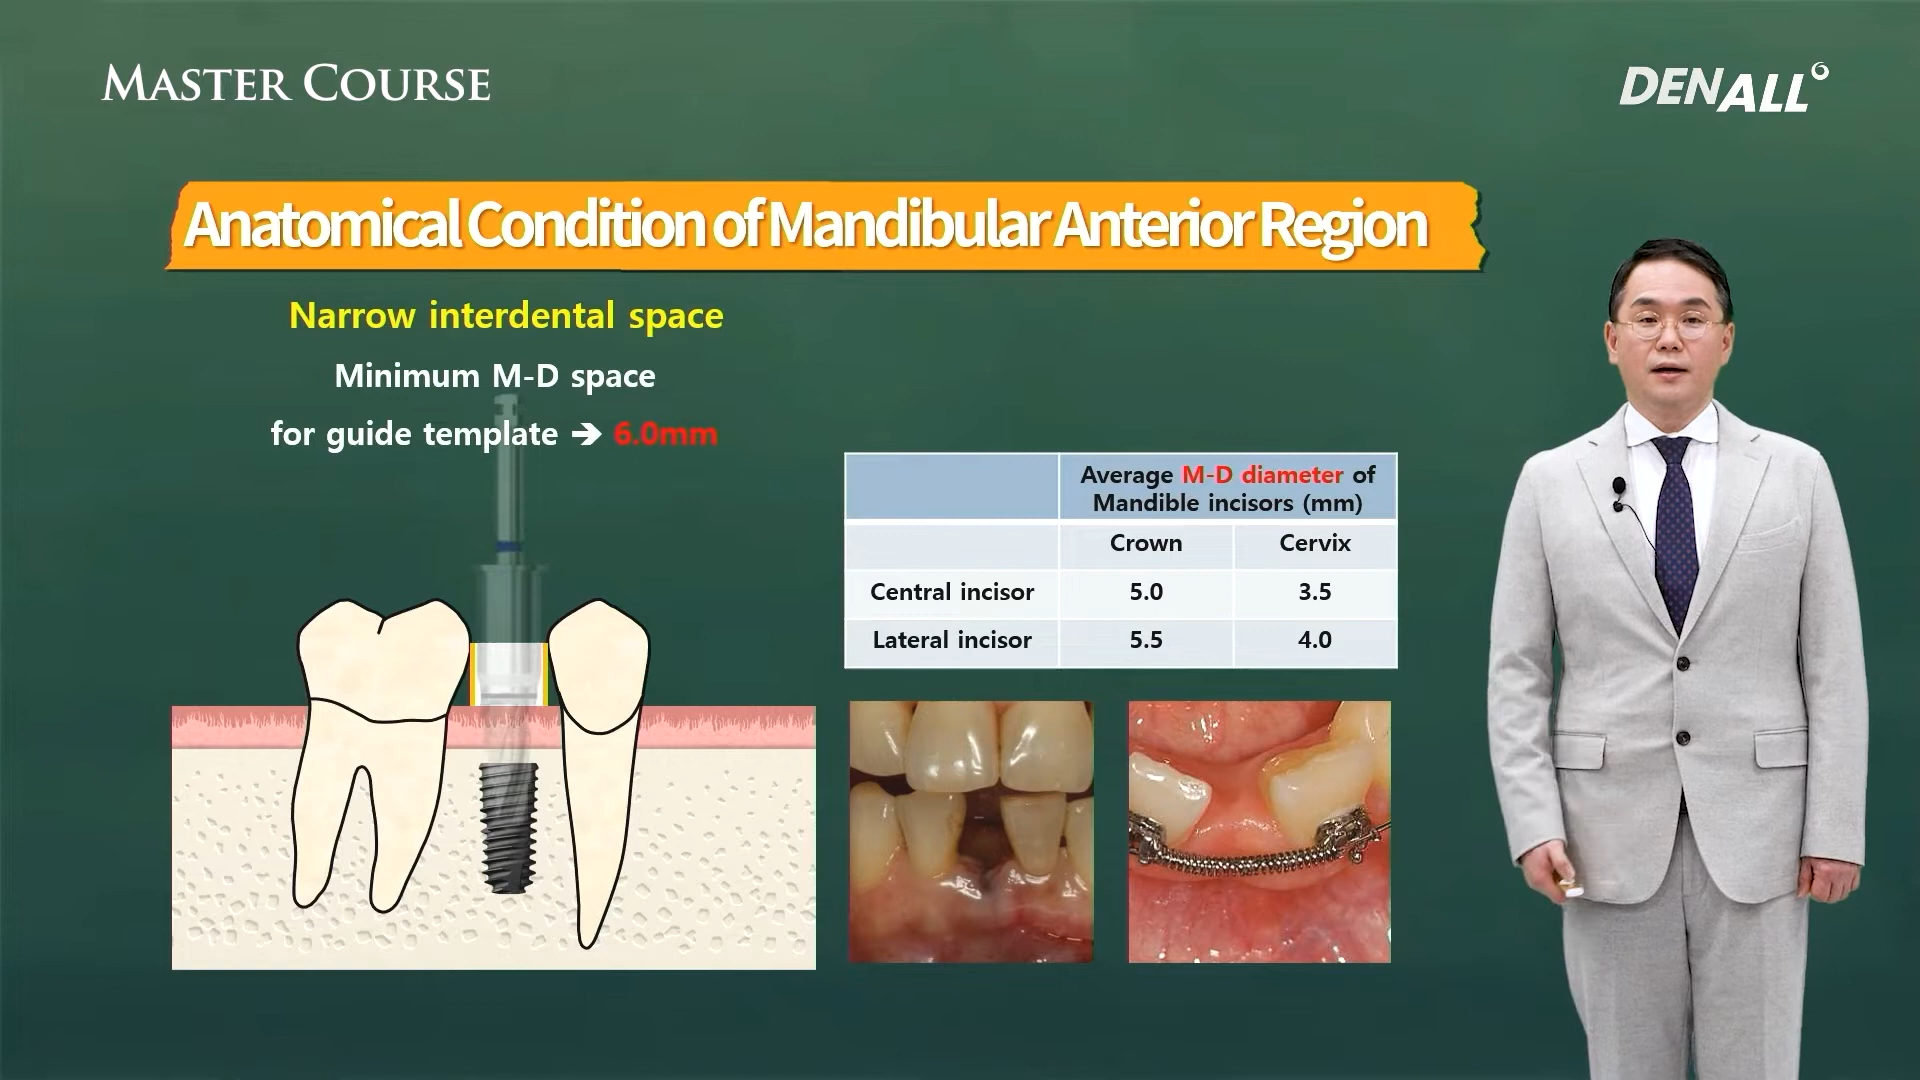 MASTER COURSE
DENALL
Anatomical Condition of Mandibular Anterior Region
Narrow interdental space
Minimum M-D space
for guide template ➔ 6.0mm
Average M-D diameter of
Mandible incisors (mm)
Crown Cervix
Central incisor 5.0 3.5
Lateral incisor 5.5 4.0